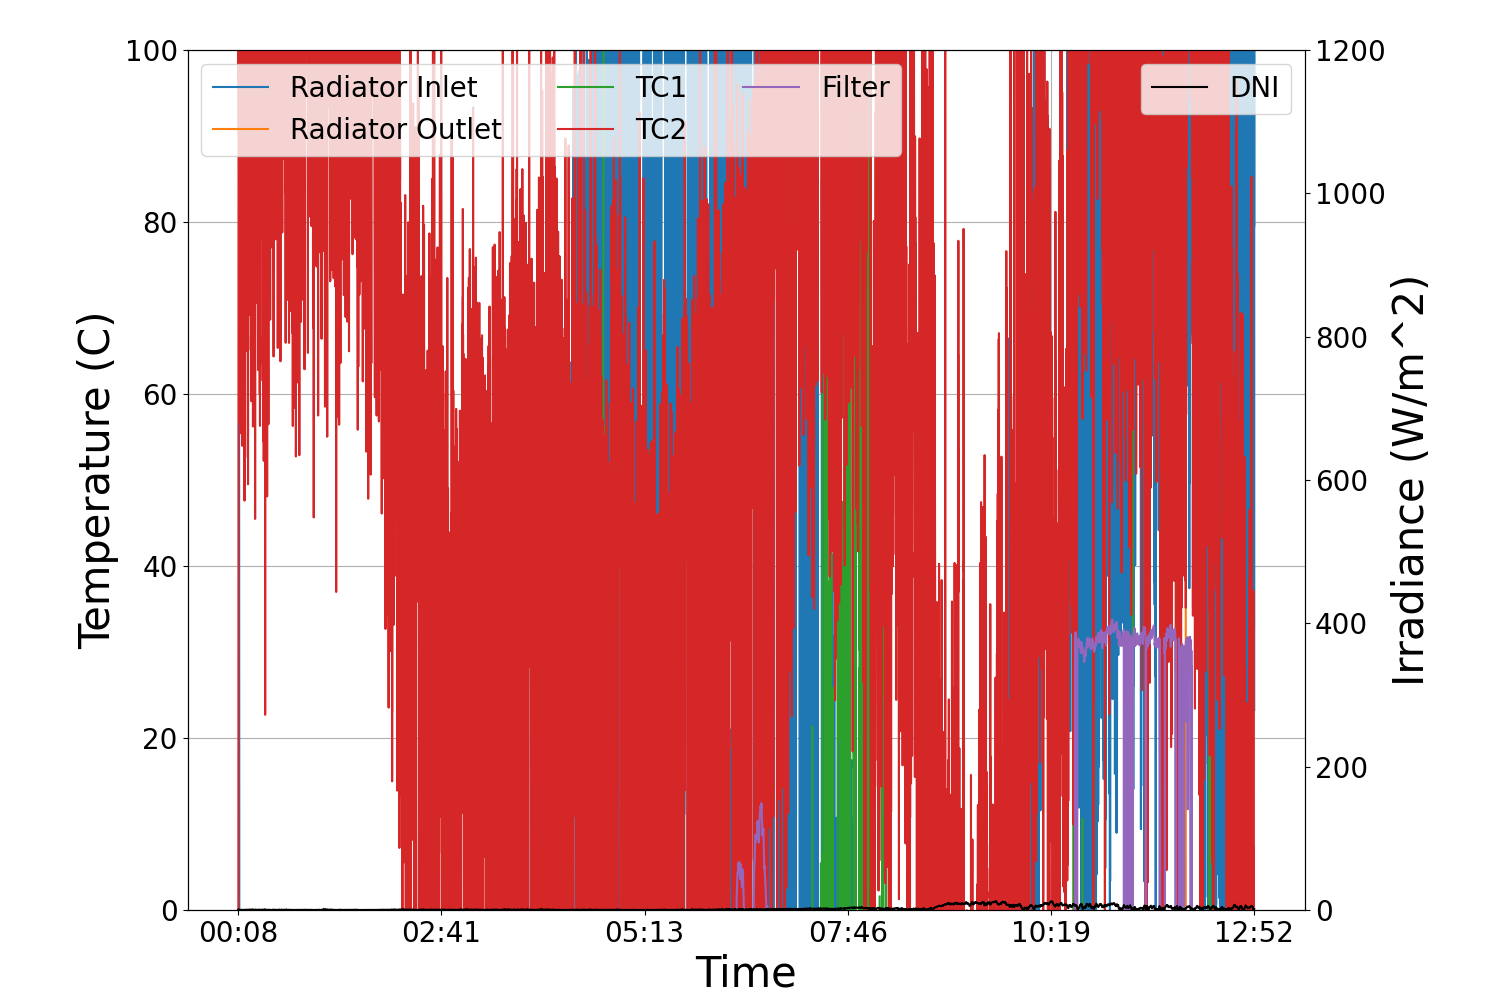 100
80
60
40
20
0
Temperature (C)
Radiator Inlet
Radiator Outlet
TC1
TC2
Filter
DNI
1200
1000
800
600
400
200
0
Irradiance (W/m^2)
00:08 02:41 05:13 07:46 10:19 12:52
Time